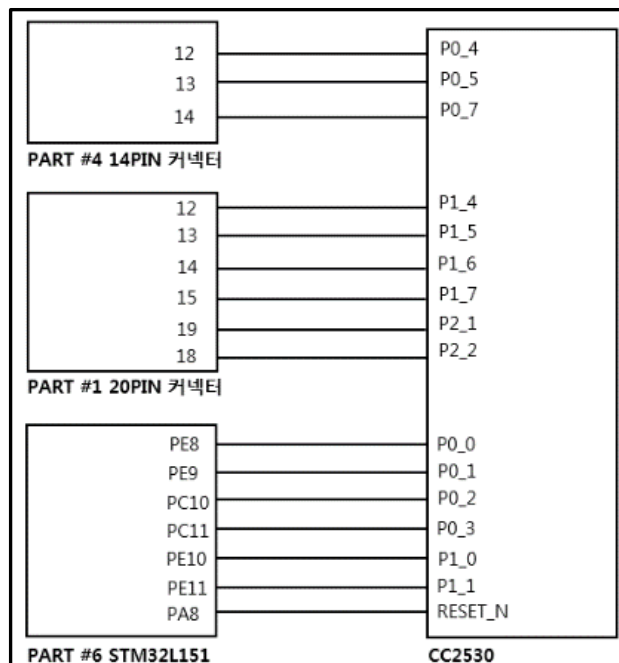 12 P0_4
13 P0_5
14 P0_7
PART #4 14PIN 커넥터
12 P1_4
13 P1_5
14 P1_6
15 P1_7
19 P2_1
18 P2_2
PART #1 20PIN 커넥터
PE8 P0_0
PE9 P0_1
PC10 P0_2
PC11 P0_3
PE10 P1_0
PE11 P1_1
PA8 RESET_N
PART #6 STM32L151 CC2530